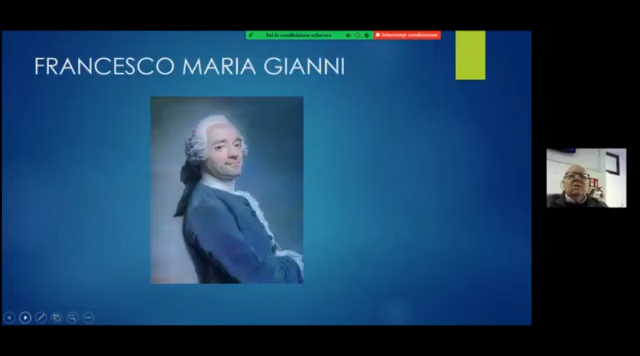 Sei in condivisione schermo
Interrompi condivisione
FRANCESCO MARIA GIANNI